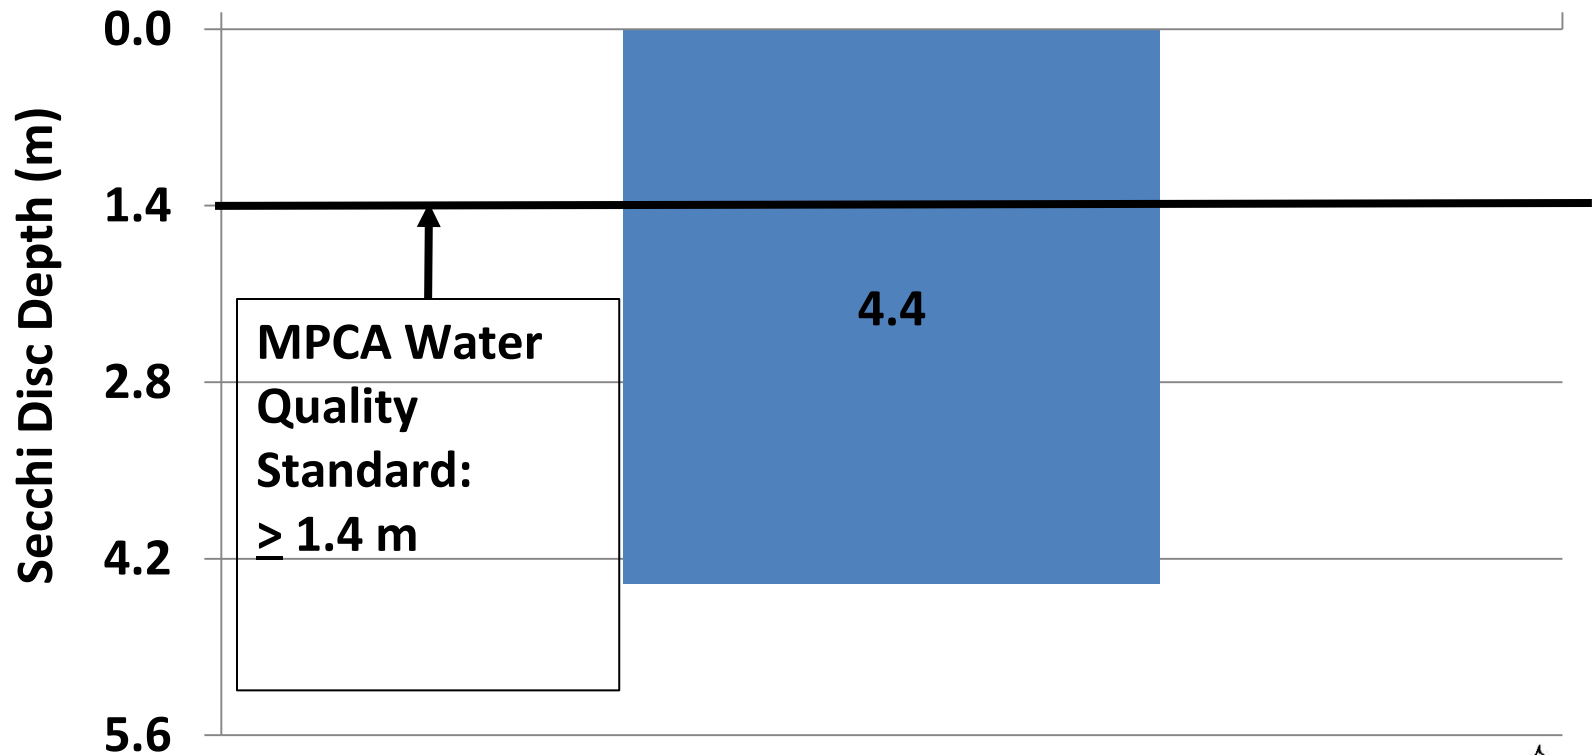 Secchi Disc Depth (m)
0.0
1.4
2.8
4.2
5.6
4.4
MPCA Water
Quality
Standard:
≥ 1.4 m